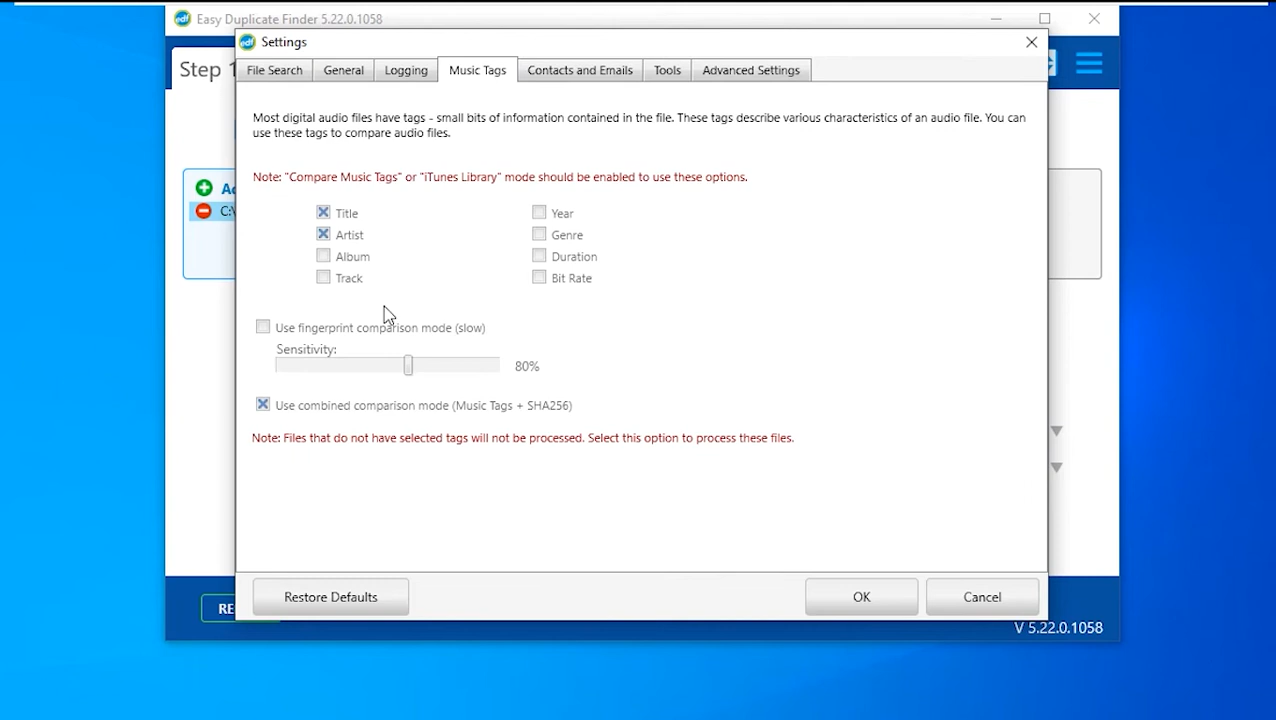 edf Easy Duplicate Finder 5.22.0.1058
edf Settings
Step 1
File Search General Logging Music Tags Contacts and Emails Tools Advanced Settings
Most digital audio files have tags - small bits of information contained in the file. These tags describe various characteristics of an audio file. You can
use these tags to compare audio files.
Note: "Compare Music Tags" or "iTunes Library" mode should be enabled to use these options.
Title Year
Artist Genre
Album Duration
Track Bit Rate
Use fingerprint comparison mode (slow)
Sensitivity:
80%
Use combined comparison mode (Music Tags + SHA256)
Note: Files that do not have selected tags will not be processed. Select this option to process these files.
Restore Defaults OK Cancel
V 5.22.0.1058